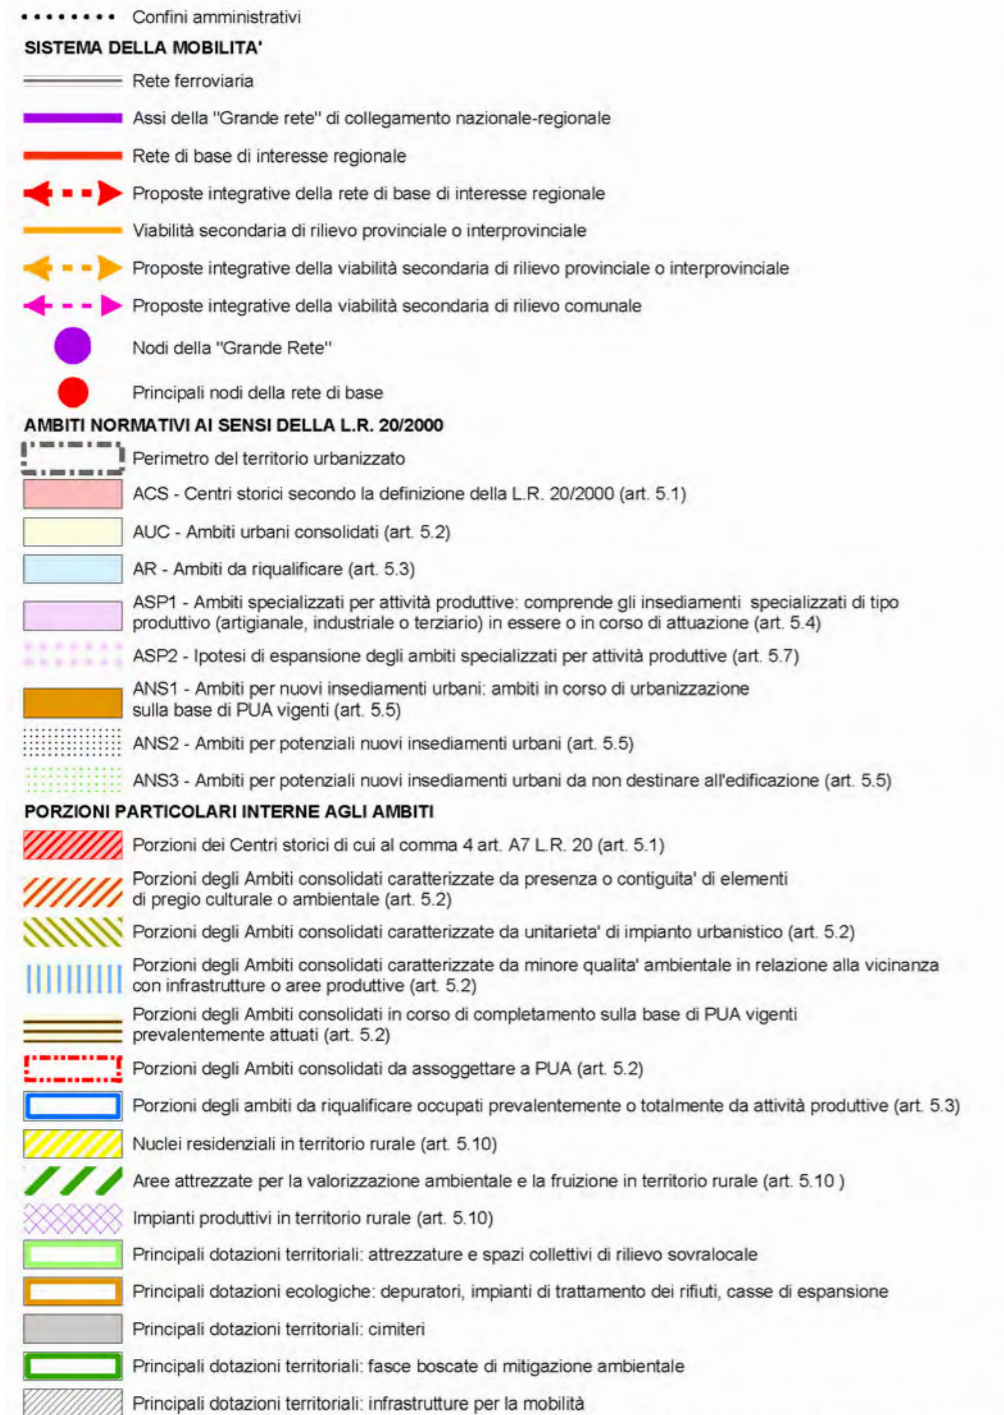 Confini amministrativi
SISTEMA DELLA MOBILITA'
Rete ferroviaria
Assi della "Grande rete" di collegamento nazionale-regionale
Rete di base di interesse regionale
Proposte integrative della rete di base di interesse regionale
Viabilità secondaria di rilievo provinciale o interprovinciale
Proposte integrative della viabilità secondaria di rilievo provinciale o interprovinciale
Proposte integrative della viabilità secondaria di rilievo comunale
Nodi della "Grande Rete"
Principali nodi della rete di base
AMBITI NORMATIVI AI SENSI DELLA L.R. 20/2000
Perimetro del territorio urbanizzato
ACS - Centri storici secondo la definizione della L.R. 20/2000 (art. 5.1)
AUC - Ambiti urbani consolidati (art. 5.2)
AR - Ambiti da riqualificare (art. 5.3)
ASP1 - Ambiti specializzati per attività produttive: comprende gli insediamenti specializzati di tipo
produttivo (artigianale, industriale o terziario) in essere o in corso di attuazione (art. 5.4)
ASP2 - Ipotesi di espansione degli ambiti specializzati per attività produttive (art. 5.7)
ANS1 - Ambiti per nuovi insediamenti urbani: ambiti in corso di urbanizzazione
sulla base di PUA vigenti (art. 5.5)
ANS2 - Ambiti per potenziali nuovi insediamenti urbani (art. 5.5)
ANS3 - Ambiti per potenziali nuovi insediamenti urbani da non destinare all'edificazione (art. 5.5)
PORZIONI PARTICOLARI INTERNE AGLI AMBITI
Porzioni dei Centri storici di cui al comma 4 art. A7 L.R. 20 (art. 5.1)
Porzioni degli Ambiti consolidati caratterizzate da presenza o contiguita' di elementi
di pregio culturale o ambientale (art. 5.2)
Porzioni degli Ambiti consolidati caratterizzate da unitarieta' di impianto urbanistico (art. 5.2)
Porzioni degli Ambiti consolidati caratterizzate da minore qualita' ambientale in relazione alla vicinanza
con infrastrutture o aree produttive (art. 5.2)
Porzioni degli Ambiti consolidati in corso di completamento sulla base di PUA vigenti
prevalentemente attuati (art. 5.2)
Porzioni degli Ambiti consolidati da assoggettare a PUA (art. 5.2)
Porzioni degli ambiti da riqualificare occupati prevalentemente o totalmente da attività produttive (art. 5.3)
Nuclei residenziali in territorio rurale (art. 5.10)
Aree attrezzate per la valorizzazione ambientale e la fruizione in territorio rurale (art. 5.10 )
Impianti produttivi in territorio rurale (art. 5.10)
Principali dotazioni territoriali: attrezzature e spazi collettivi di rilievo sovralocale
Principali dotazioni ecologiche: depuratori, impianti di trattamento dei rifiuti, casse di espansione
Principali dotazioni territoriali: cimiteri
Principali dotazioni territoriali: fasce boscate di mitigazione ambientale
Principali dotazioni territoriali: infrastrutture per la mobilità